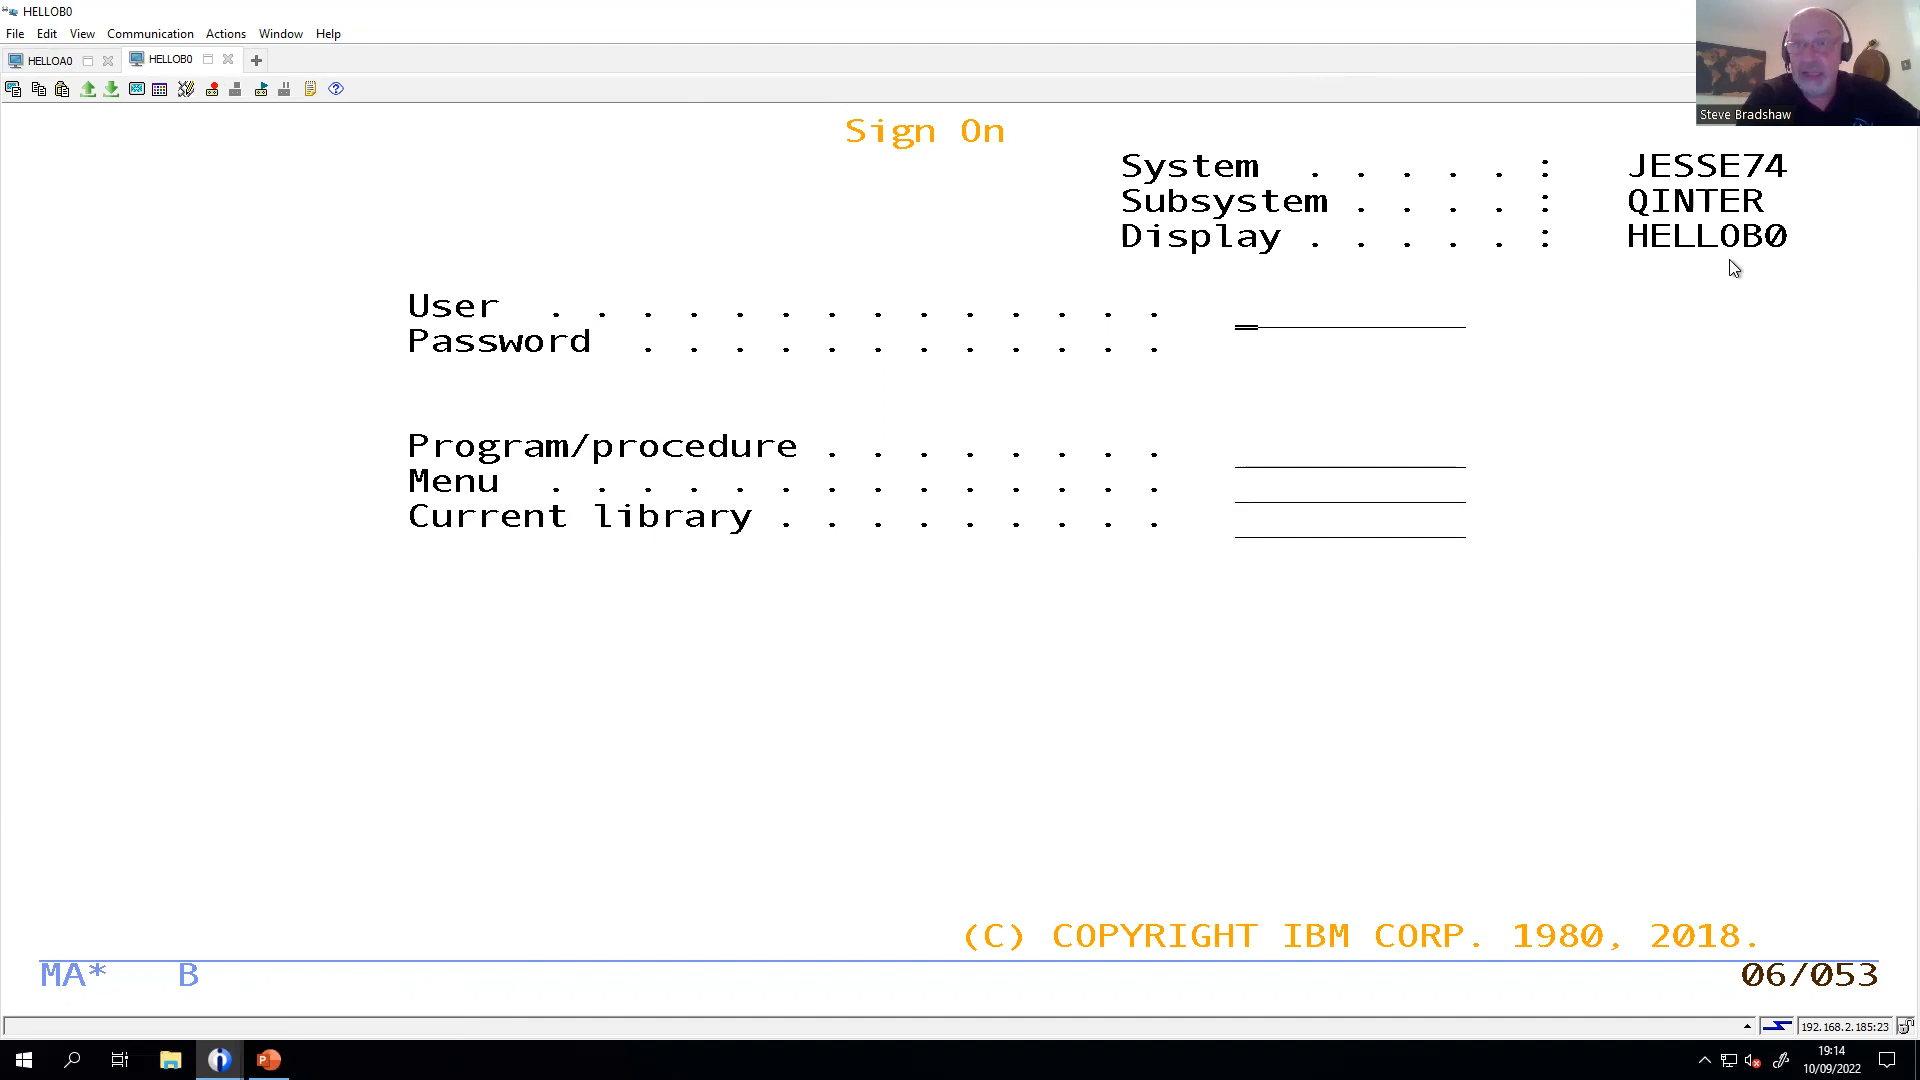 HELLOB0
File Edit View Communication Actions Window Help
HELLOA0 HELLOB0
Steve Bradshaw
Sign On
System . . . . . : JESSE74
Subsystem . . . . : QINTER
Display . . . . . : HELLOB0
User . . . . . . . . . . . . . .
Password . . . . . . . . . . . .
Program/procedure . . . . . . . .
Menu . . . . . . . . . . . . . .
Current library . . . . . . . . .
(C) COPYRIGHT IBM CORP. 1980, 2018.
MA* B 06/053
192.168.2.185:23
19:14
10/09/2022